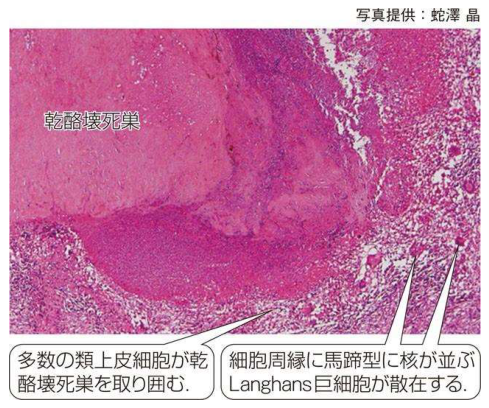 写真提供：蛇澤 晶
乾酪壊死巣
多数の類上皮細胞が乾
酪壊死巣を取り囲む.
細胞周縁に馬蹄型に核が並ぶ
Langhans巨細胞が散在する.